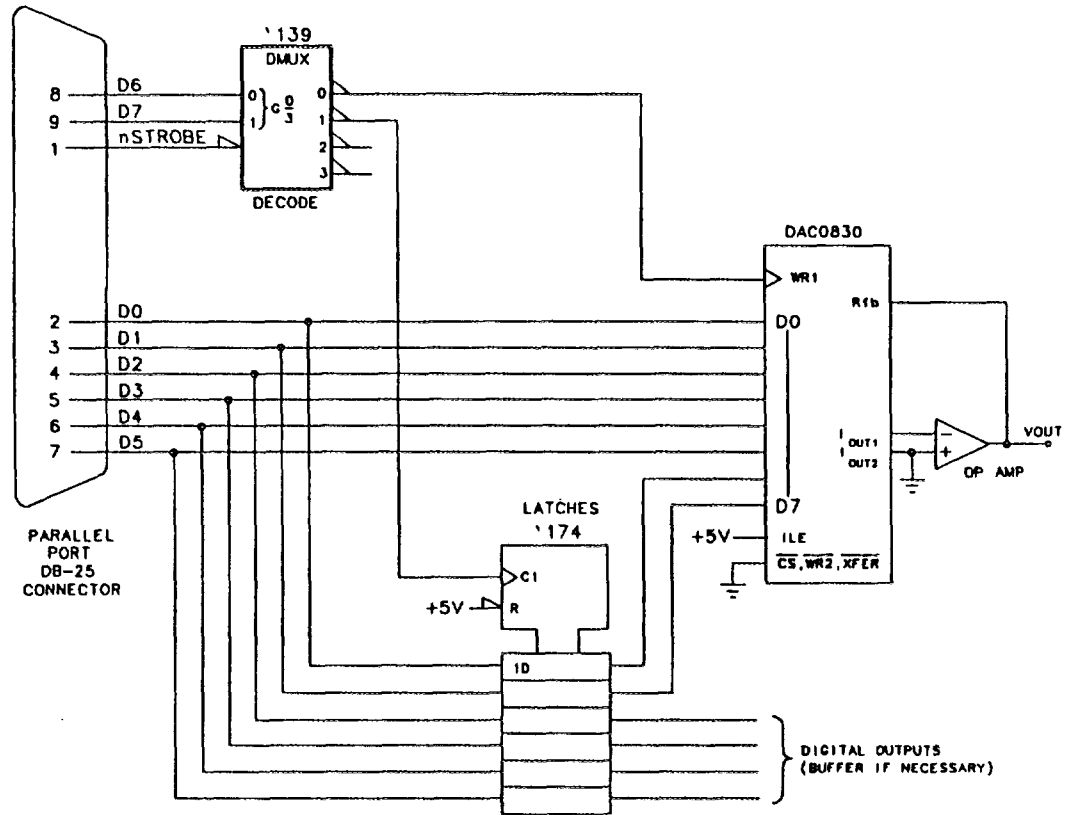 `139
DMUX
8 D6 0
9 D7 1
G 0/3
1 nSTROBE
0
1
2
3
DECODE
DAC0830
WR1
Rfb
2 D0 D0
3 D1
4 D2
5 D3
6 D4
7 D5
D7
I OUT1
I OUT2
-
+
VOUT
OP AMP
+5V ILE
CS, WR2, XFER
LATCHES
`174
C1
+5V R
1D
PARALLEL
PORT
DB-25
CONNECTOR
DIGITAL OUTPUTS
(BUFFER IF NECESSARY)